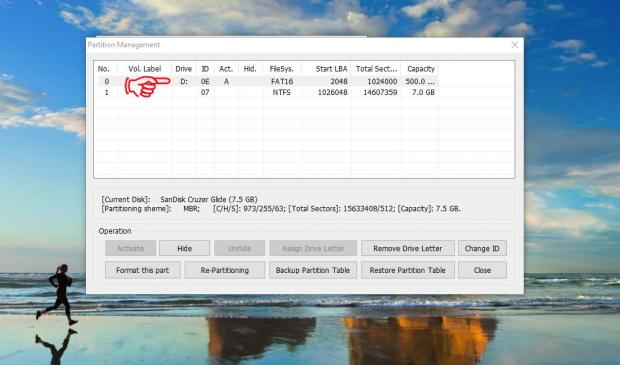 Partition Management
No. Vol. Label Drive ID Act. Hid. FileSys. Start LBA Total Sect... Capacity
0 D: 0E A FAT16 2048 1024000 500.0 ...
1 07 NTFS 1026048 14607359 7.0 GB
[Current Disk]: SanDisk Cruzer Glide (7.5 GB)
[Partitioning sheme]: MBR; [C/H/S]: 973/255/63; [Total Sectors]: 15633408/512; [Capacity]: 7.5 GB.
Operation
Activate Hide Unhide Assign Drive Letter Remove Drive Letter Change ID
Format this part Re-Partitioning Backup Partition Table Restore Partition Table Close